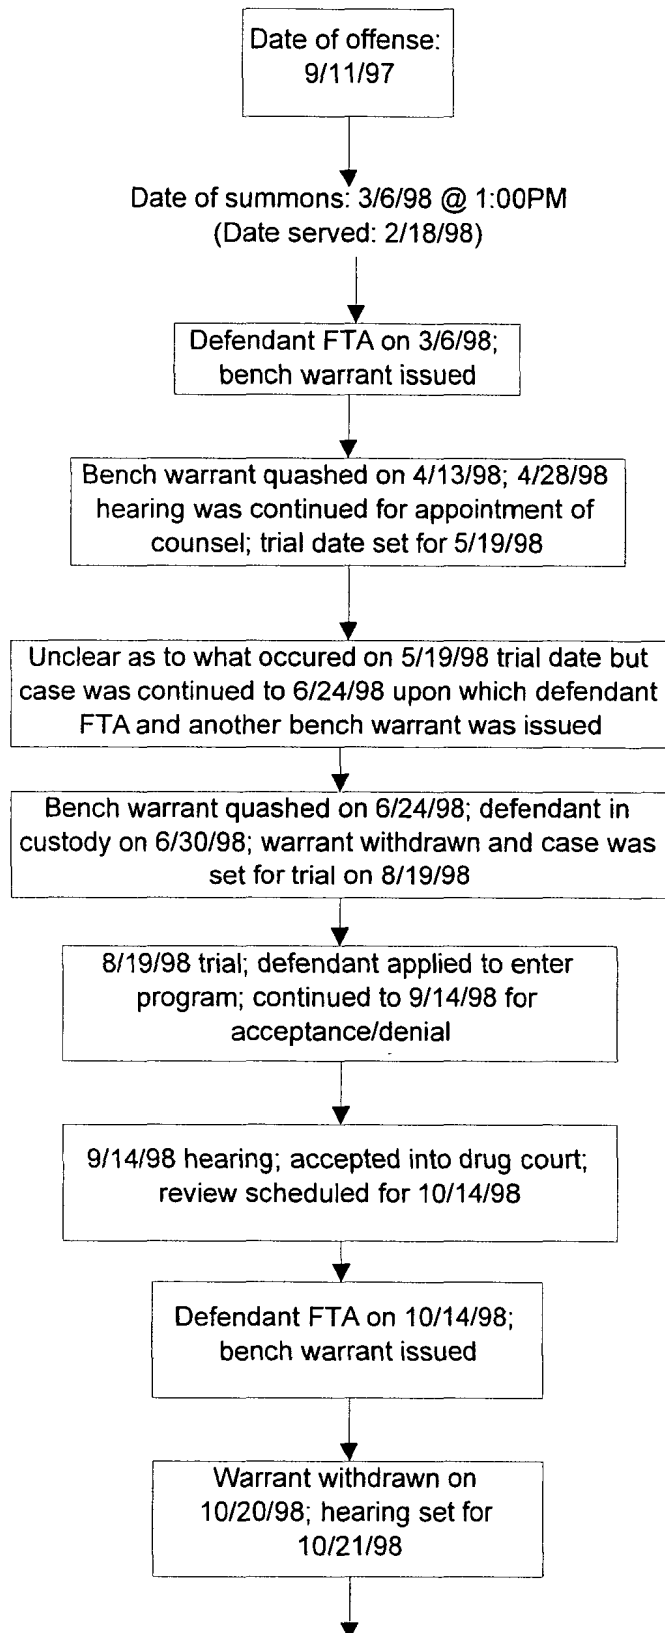 Date of offense:
9/11/97
Date of summons: 3/6/98 @ 1:00PM
(Date served: 2/18/98)
Defendant FTA on 3/6/98;
bench warrant issued
Bench warrant quashed on 4/13/98; 4/28/98
hearing was continued for appointment of
counsel; trial date set for 5/19/98
Unclear as to what occured on 5/19/98 trial date but
case was continued to 6/24/98 upon which defendant
FTA and another bench warrant was issued
Bench warrant quashed on 6/24/98; defendant in
custody on 6/30/98; warrant withdrawn and case was
set for trial on 8/19/98
8/19/98 trial; defendant applied to enter
program; continued to 9/14/98 for
acceptance/denial
9/14/98 hearing; accepted into drug court;
review scheduled for 10/14/98
Defendant FTA on 10/14/98;
bench warrant issued
Warrant withdrawn on
10/20/98; hearing set for
10/21/98